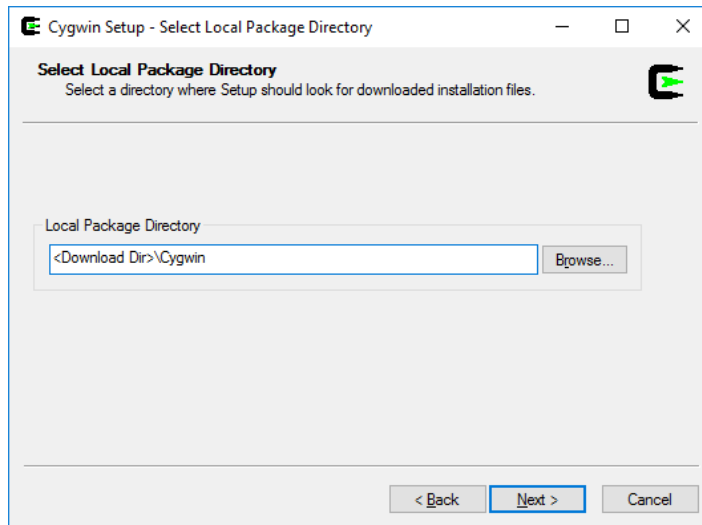 Cygwin Setup - Select Local Package Directory
Select Local Package Directory
Select a directory where Setup should look for downloaded installation files.
Local Package Directory
<Download Dir>\Cygwin
Browse...
< Back
Next >
Cancel